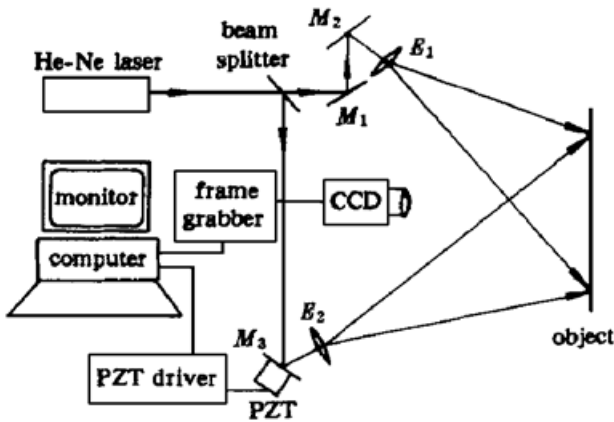 M2
E1
beam
splitter
He-Ne laser
M1
monitor
frame
grabber
CCD
computer
E2
object
M3
PZT driver
PZT